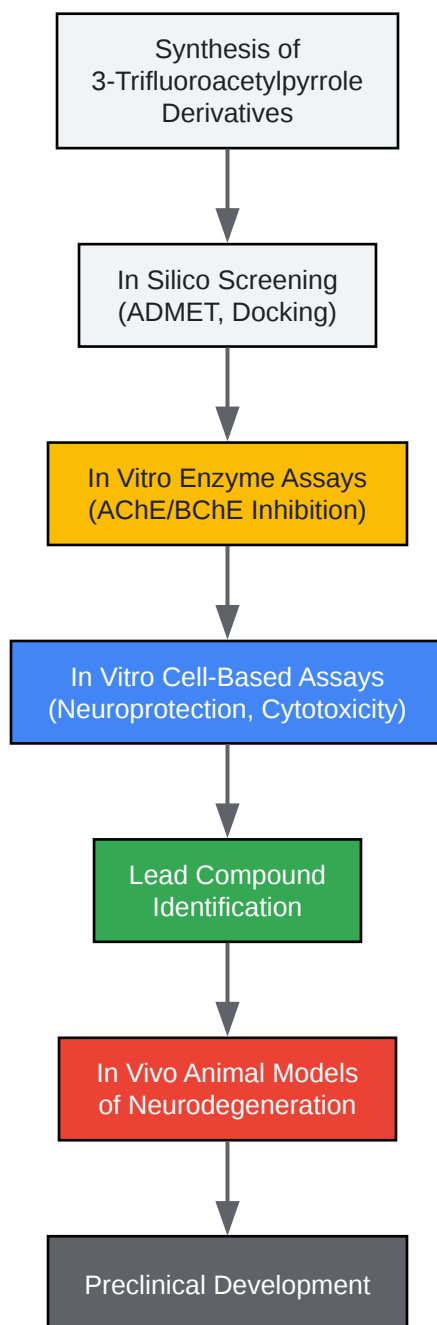 Synthesis of
3-Trifluoroacetylpyrrole
Derivatives
In Silico Screening
(ADMET, Docking)
In Vitro Enzyme Assays
(AChE/BChE Inhibition)
In Vitro Cell-Based Assays
(Neuroprotection, Cytotoxicity)
Lead Compound
Identification
In Vivo Animal Models
of Neurodegeneration
Preclinical Development